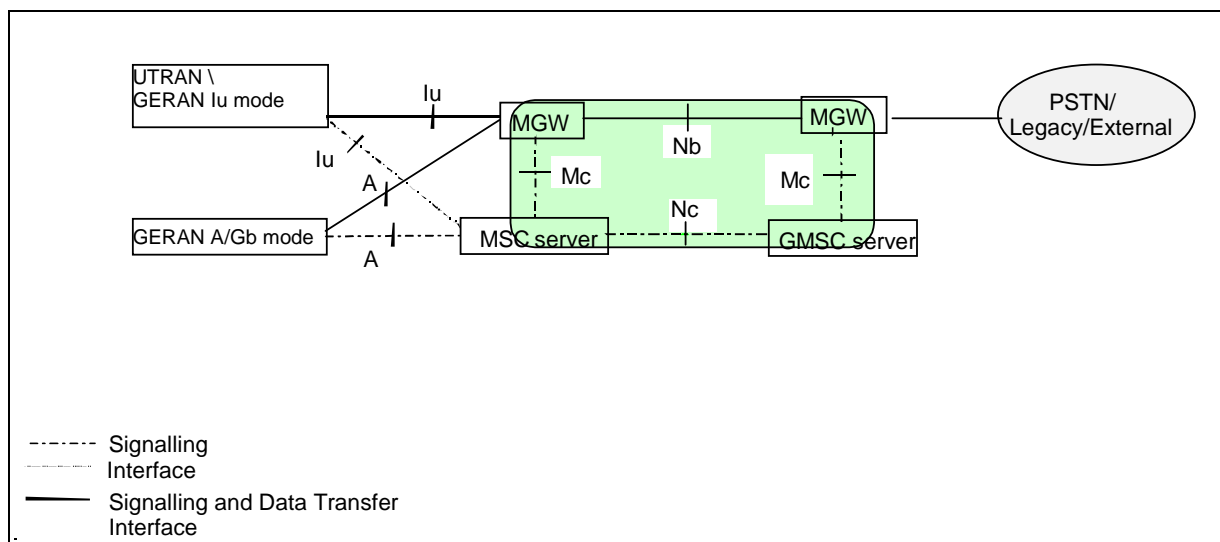 UTRAN \
GERAN Iu mode
Iu
MGW
MGW
PSTN/
Legacy/External
Nb
Iu
Mc
Mc
A
Nc
GERAN A/Gb mode
MSC server
GMSC server
A
Signalling
Interface
Signalling and Data Transfer
Interface